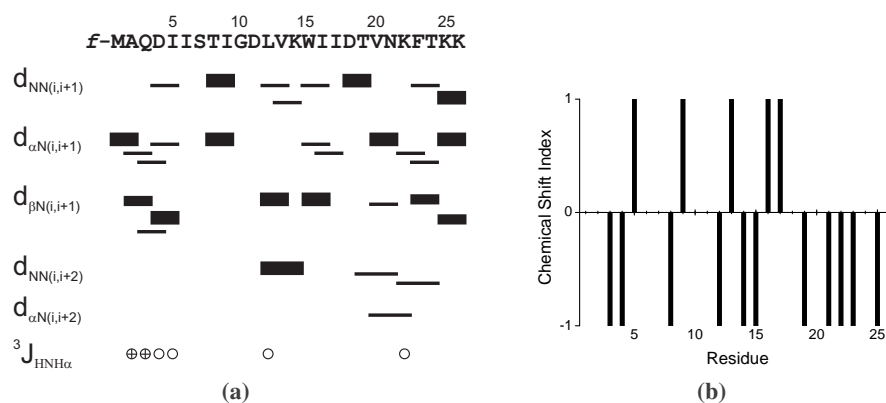 5 10 15 20 25
f-MAQDIISTIGDLVKWIIDTVNKFTKK
dNN(i,i+1)
dαN(i,i+1)
dβN(i,i+1)
dNN(i,i+2)
dαN(i,i+2)
3JHNHα
(a)
1
0
-1
Chemical Shift Index
5 10 15 20 25
Residue
(b)